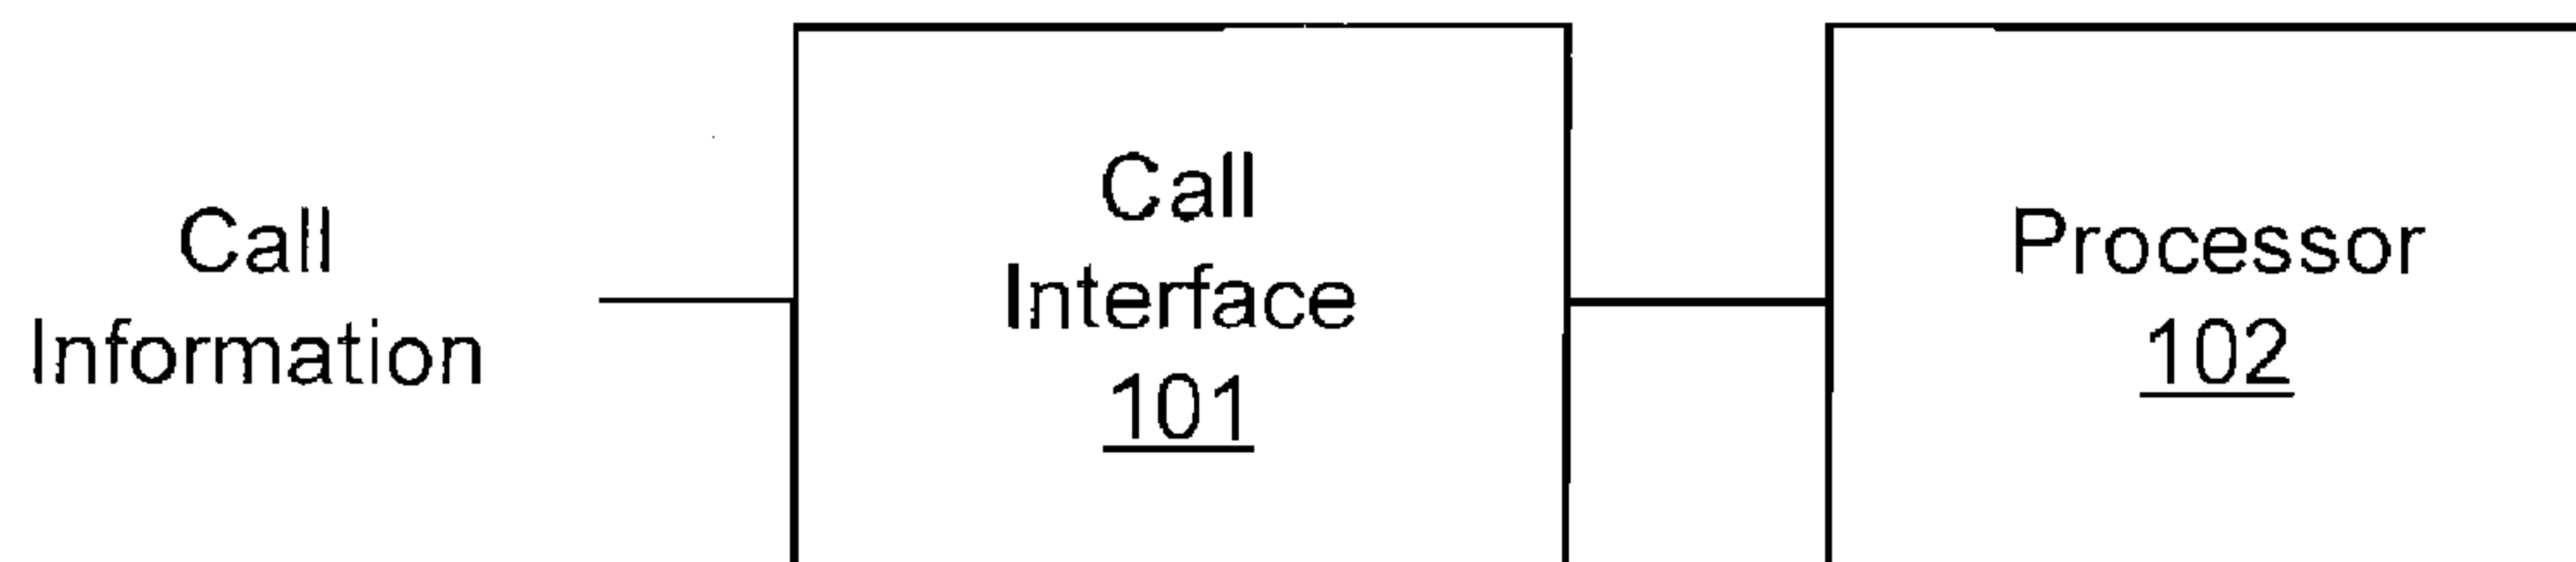 Call
Information
Call
Interface
101
Processor
102